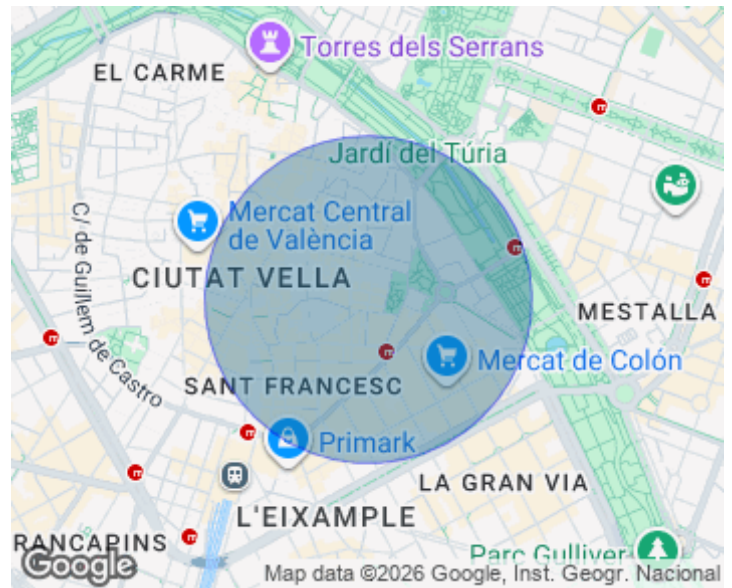 Torres dels Serrans
EL CARME
Jardí del Túria
Mercat Central
de València
C/ de Guillem de Castro
CIUTAT VELLA
MESTALLA
Mercat de Colón
SANT FRANCESC
Primark
LA GRAN VIA
L'EIXAMPLE
RANCAPINS
Parc Gulliver
Google
Map data ©2026 Google, Inst. Geogr. Nacional